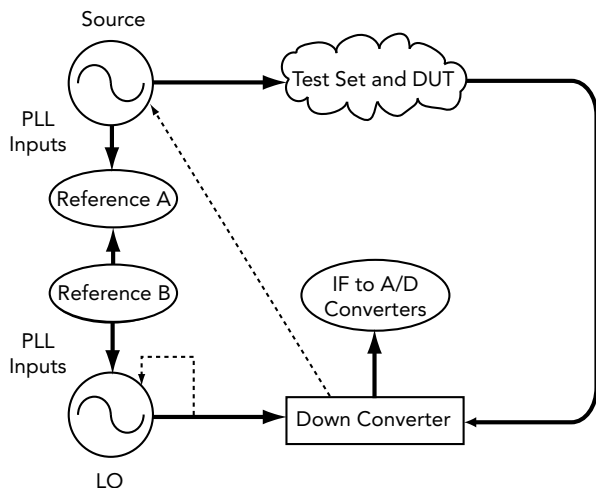 Source
Test Set and DUT
PLL
Inputs
Reference A
Reference B
IF to A/D
Converters
PLL
Inputs
Down Converter
LO